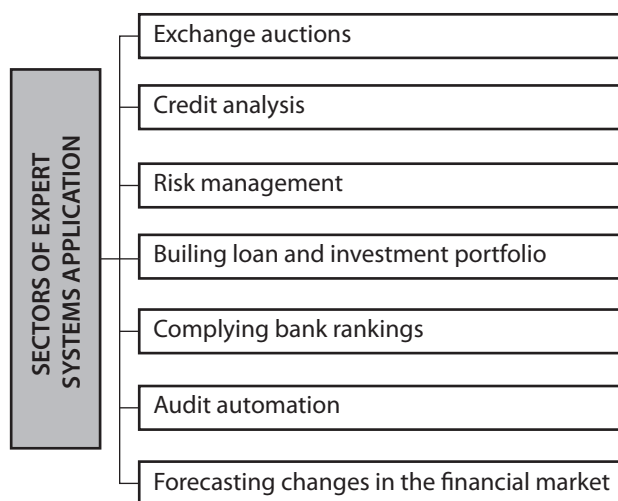 SECTORS OF EXPERT
SYSTEMS APPLICATION
Exchange auctions
Credit analysis
Risk management
Builing loan and investment portfolio
Complying bank rankings
Audit automation
Forecasting changes in the financial market